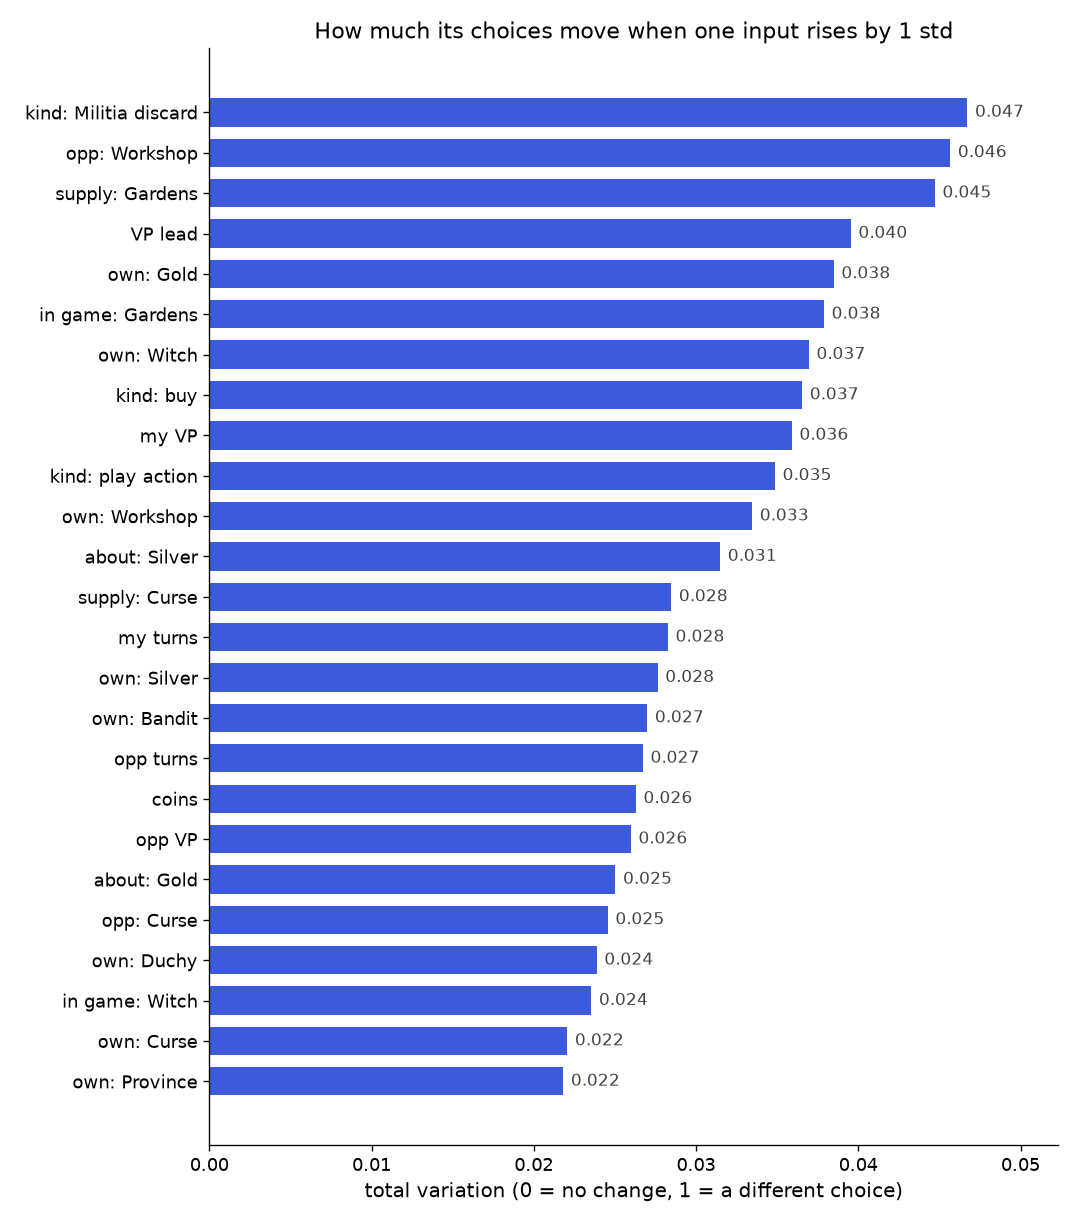 How much its choices move when one input rises by 1 std
kind: Militia discard 0.047
opp: Workshop 0.046
supply: Gardens 0.045
VP lead 0.040
own: Gold 0.038
in game: Gardens 0.038
own: Witch 0.037
kind: buy 0.037
my VP 0.036
kind: play action 0.035
own: Workshop 0.033
about: Silver 0.031
supply: Curse 0.028
my turns 0.028
own: Silver 0.028
own: Bandit 0.027
opp turns 0.027
coins 0.026
opp VP 0.026
about: Gold 0.025
opp: Curse 0.025
own: Duchy 0.024
in game: Witch 0.024
own: Curse 0.022
own: Province 0.022
0.00 0.01 0.02 0.03 0.04 0.05
total variation (0 = no change, 1 = a different choice)